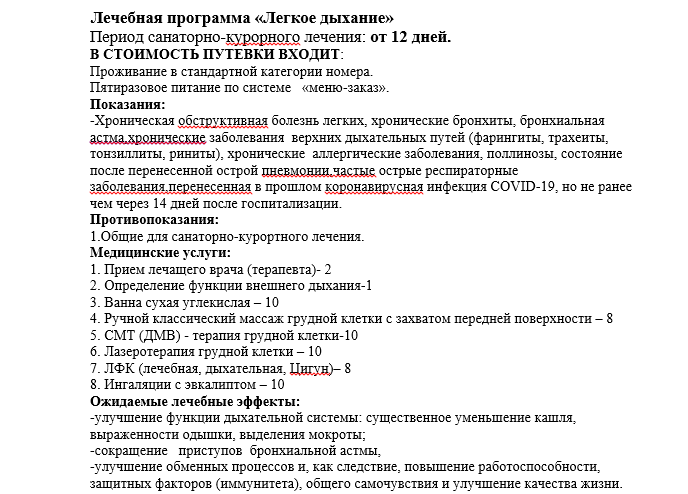 Лечебная программа «Легкое дыхание»
Период санаторно-курорного лечения: от 12 дней.
В СТОИМОСТЬ ПУТЕВКИ ВХОДИТ:
Проживание в стандартной категории номера.
Пятиразовое питание по системе «меню-заказ».
Показания:
-Хроническая обструктивная болезнь легких, хронические бронхиты, бронхиальная
астма,хронические заболевания верхних дыхательных путей (фарингиты, трахеиты,
тонзиллиты, риниты), хронические аллергические заболевания, поллинозы, состояние
после перенесенной острой пневмонии,частые острые респираторные
заболевания,перенесенная в прошлом коронавирусная инфекция COVID-19, но не ранее
чем через 14 дней после госпитализации.
Противопоказания:
1.Общие для санаторно-курортного лечения.
Медицинские услуги:
1. Прием лечащего врача (терапевта)- 2
2. Определение функции внешнего дыхания-1
3. Ванна сухая углекислая – 10
4. Ручной классический массаж грудной клетки с захватом передней поверхности – 8
5. СМТ (ДМВ) - терапия грудной клетки-10
6. Лазеротерапия грудной клетки – 10
7. ЛФК (лечебная, дыхательная, Цигун)– 8
8. Ингаляции с эвкалиптом – 10
Ожидаемые лечебные эффекты:
-улучшение функции дыхательной системы: существенное уменьшение кашля,
выраженности одышки, выделения мокроты;
-сокращение приступов бронхиальной астмы,
-улучшение обменных процессов и, как следствие, повышение работоспособности,
защитных факторов (иммунитета), общего самочувствия и улучшение качества жизни.